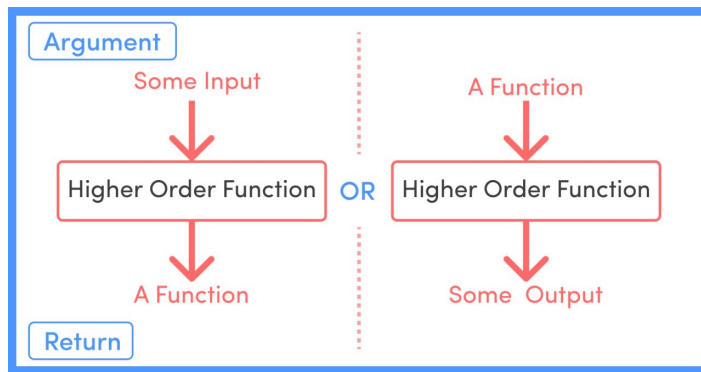 Argument
Some Input
A Function
Higher Order Function
OR
Higher Order Function
A Function
Some Output
Return